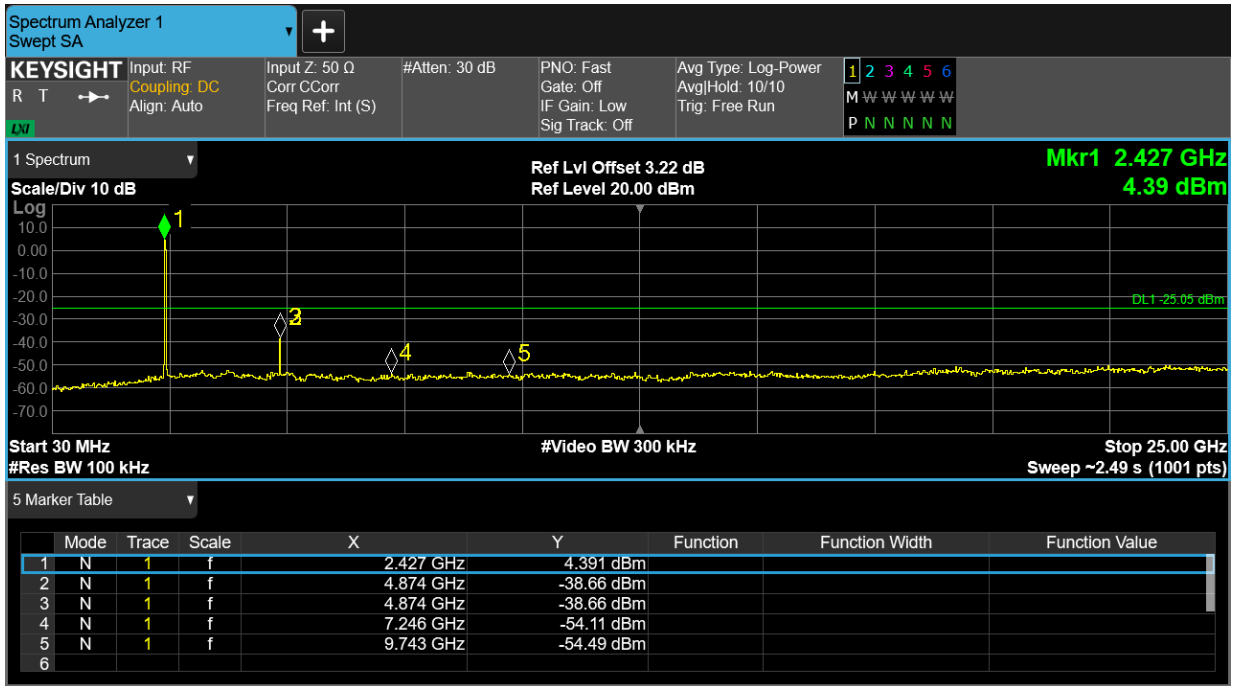 Spectrum Analyzer 1
Swept SA
+
KEYSIGHT
R T
LXI
Input: RF
Coupling: DC
Align: Auto
Input Z: 50 Ω
Corr CCorr
Freq Ref: Int (S)
#Atten: 30 dB
PNO: Fast
Gate: Off
IF Gain: Low
Sig Track: Off
Avg Type: Log-Power
Avg|Hold: 10/10
Trig: Free Run
1 2 3 4 5 6
M W W W W W
P N N N N N
1 Spectrum
Scale/Div 10 dB
Ref Lvl Offset 3.22 dB
Ref Level 20.00 dBm
Mkr1 2.427 GHz
4.39 dBm
Log
10.0
0.00
-10.0
-20.0
-30.0
-40.0
-50.0
-60.0
-70.0
1
3
4
5
DL1 -25.05 dBm
Start 30 MHz
#Video BW 300 kHz
Stop 25.00 GHz
#Res BW 100 kHz
Sweep ~2.49 s (1001 pts)
5 Marker Table
Mode Trace Scale X Y Function Function Width Function Value
1 N 1 f 2.427 GHz 4.391 dBm
2 N 1 f 4.874 GHz -38.66 dBm
3 N 1 f 4.874 GHz -38.66 dBm
4 N 1 f 7.246 GHz -54.11 dBm
5 N 1 f 9.743 GHz -54.49 dBm
6